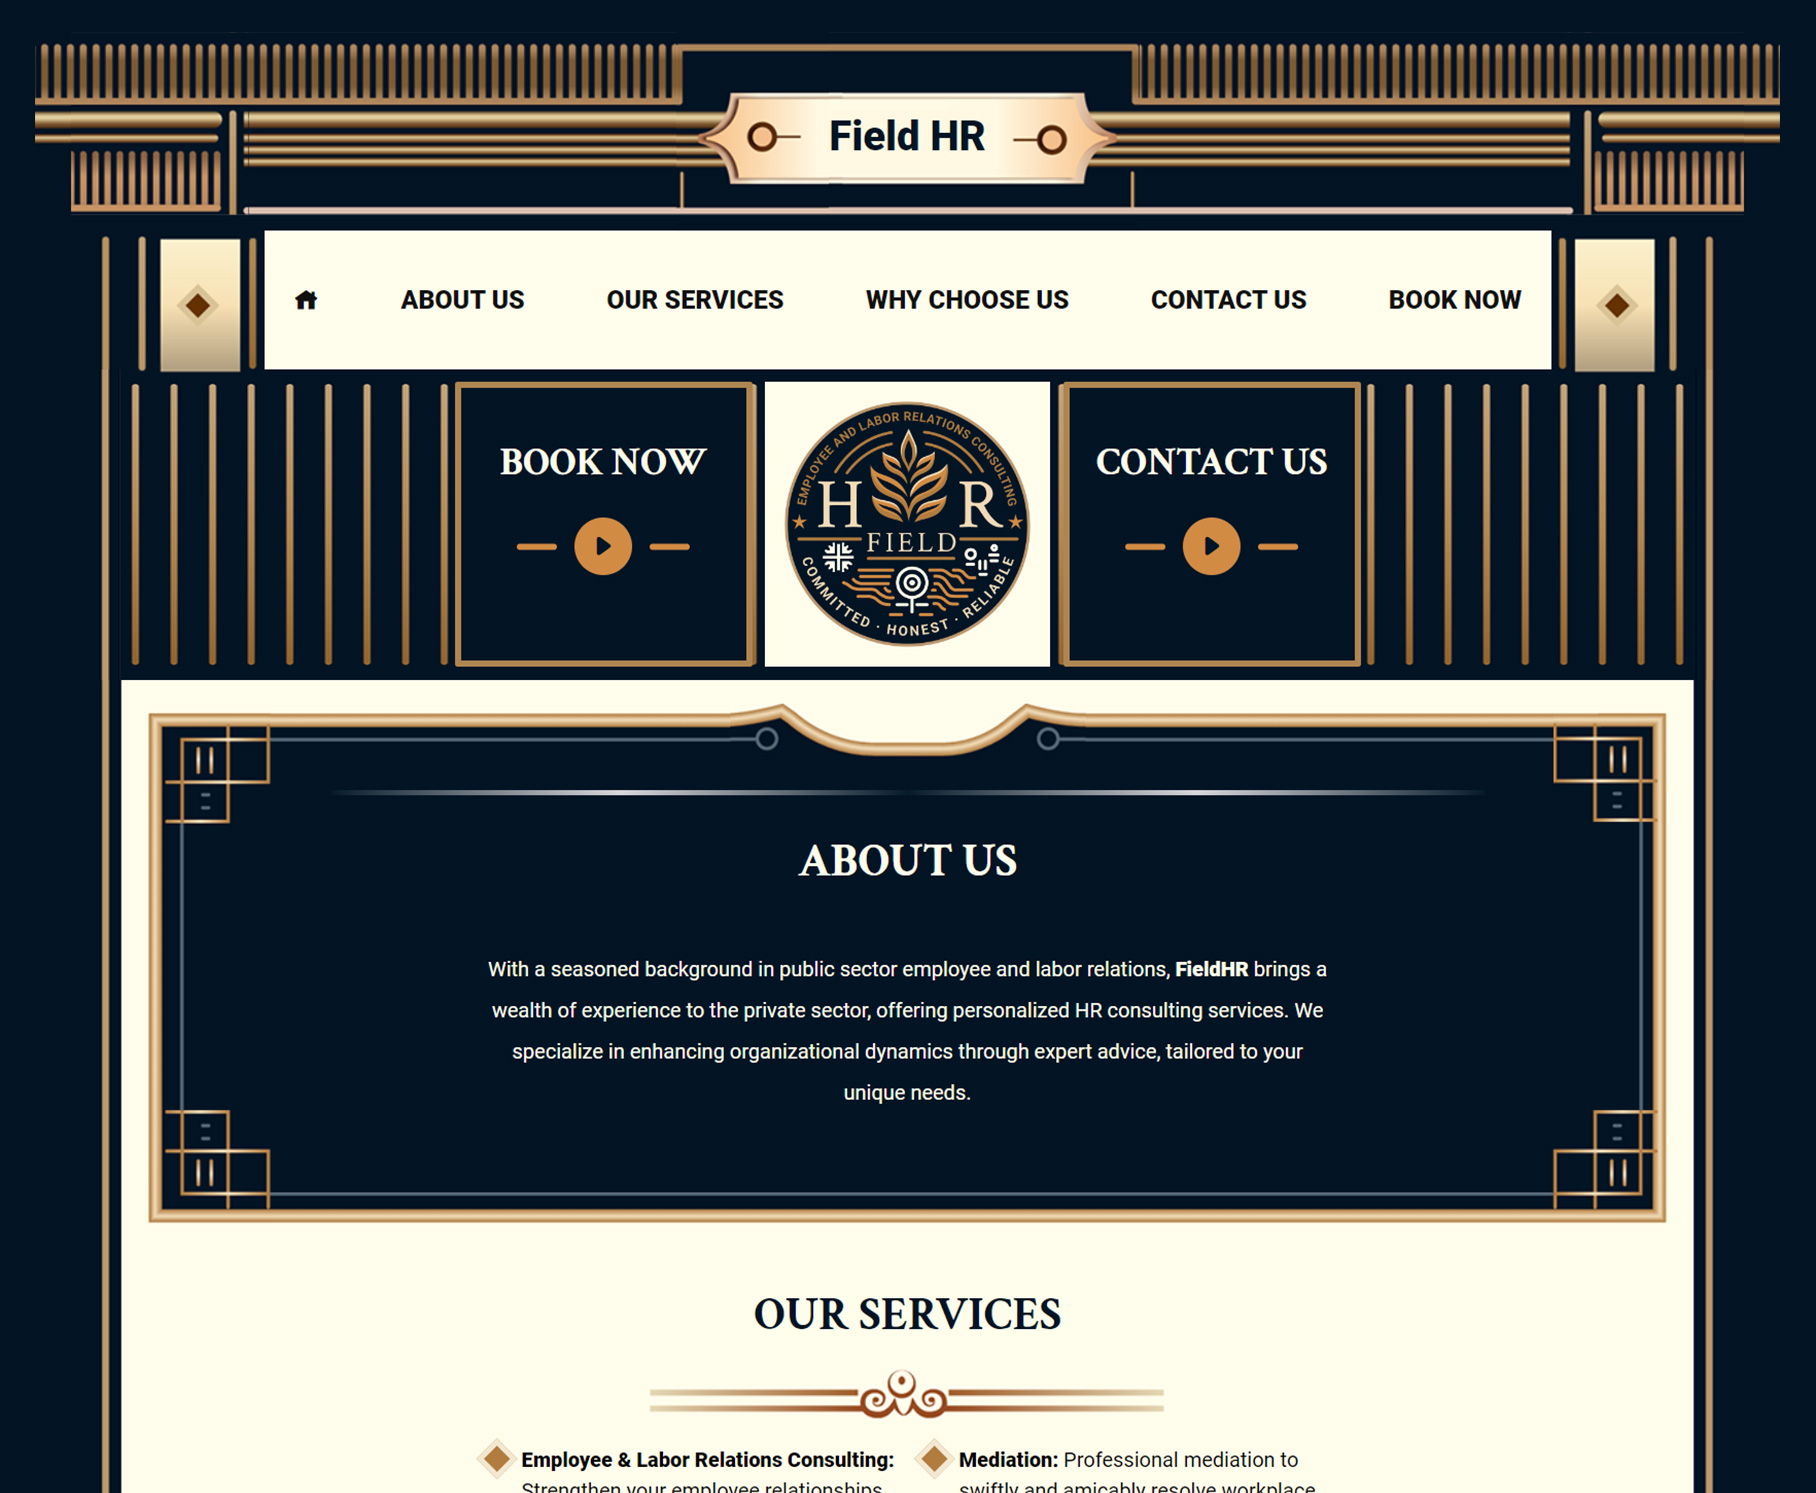 Field HR
ABOUT US
OUR SERVICES
WHY CHOOSE US
CONTACT US
BOOK NOW
BOOK NOW
EMPLOYEE AND LABOR RELATIONS CONSULTING
H R
FIELD
COMMITTED · HONEST · RELIABLE
CONTACT US
ABOUT US
With a seasoned background in public sector employee and labor relations, FieldHR brings a
wealth of experience to the private sector, offering personalized HR consulting services. We
specialize in enhancing organizational dynamics through expert advice, tailored to your
unique needs.
OUR SERVICES
Employee & Labor Relations Consulting:
Strengthen your employee relationships
Mediation: Professional mediation to
swiftly and amicably resolve workplace